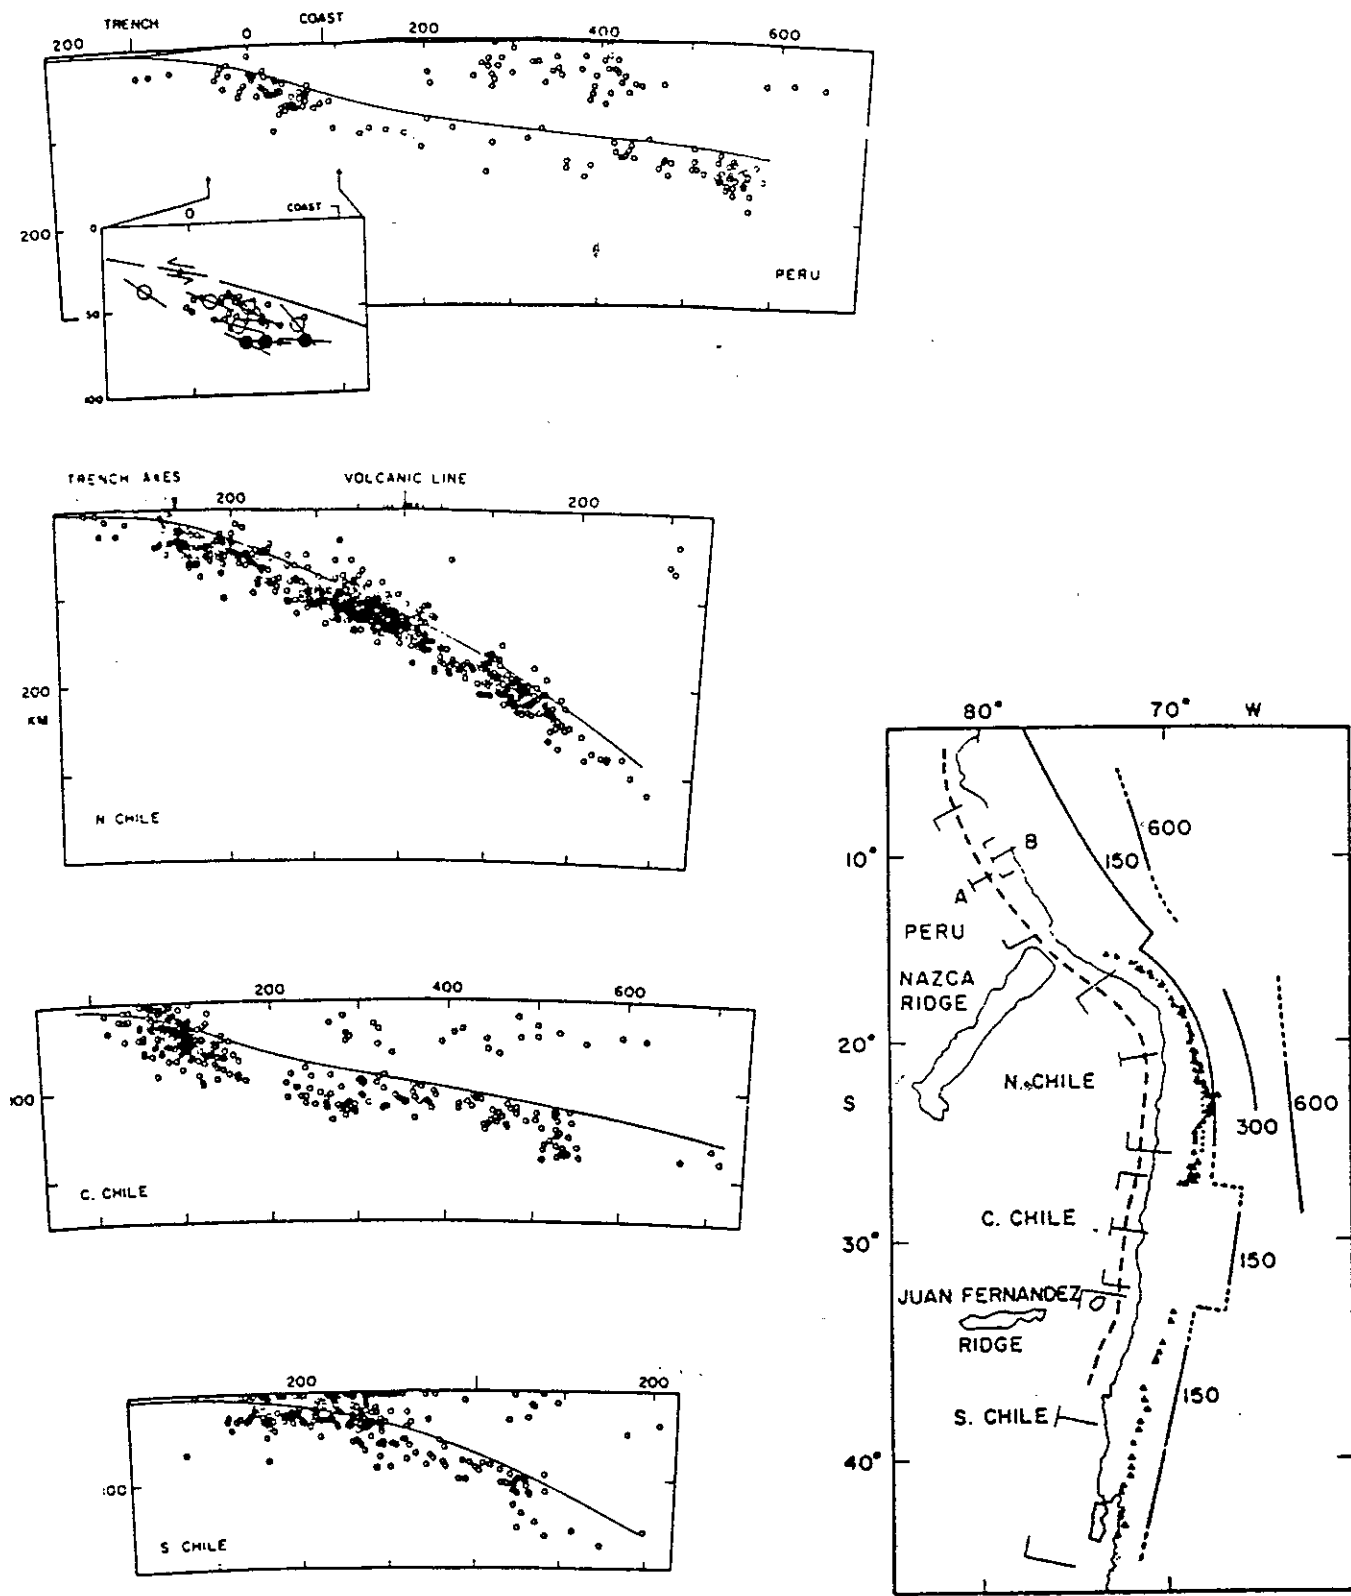 TRENCH COAST
200 0 200 400 600
200
PERU
0 COAST
0
50
100
TRENCH AXES VOLCANIC LINE
200 200
200
KM
N CHILE
200 400 600
C. CHILE
200 200
S CHILE
80° 70° W
600
B
10° 150
A
PERU
NAZCA
RIDGE
20°
N. CHILE
S 300 600
C. CHILE
30° 150
JUAN FERNANDEZ
RIDGE
150
S. CHILE
40°